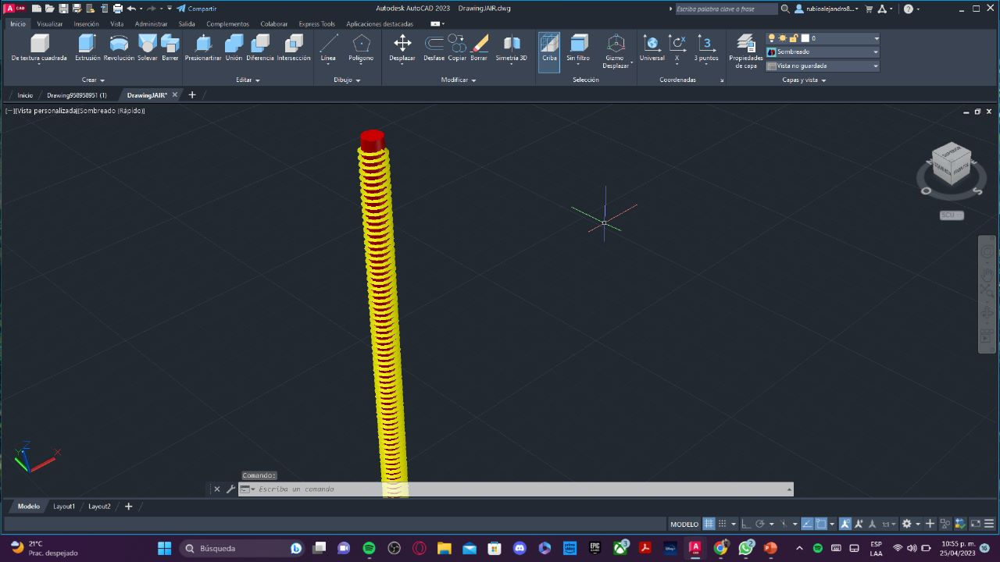 A CAD
Compartir
Autodesk AutoCAD 2023 DrawingJAIR.dwg
Escriba palabra clave o frase
rubioalejandro8...
Inicio Visualizar Inserción Vista Administrar Salida Complementos Colaborar Express Tools Aplicaciones destacadas
De textura cuadrada Extrusión Revolución Solevar Barrer Presionartirar Unión Diferencia Intersección Línea Polígono Desplazar Desfase Copiar Borrar Simetría 3D Criba Sin filtro Gizmo Desplazar Universal X 3 puntos Propiedades de capa
0
Sombreado
Vista no guardada
Crear Editar Dibujo Modificar Selección Coordenadas Capas y vista
Inicio Drawing958958951 (1) DrawingJAIR*
[−][Vista personalizada][Sombreado (Rápido)]
SUPERIOR
O S
SCU
Z
Y X
Comando:
Escriba un comando
Modelo Layout1 Layout2
MODELO 1:1
21°C
Prac. despejado
Búsqueda
ESP
LAA
10:55 p. m.
25/04/2023
16